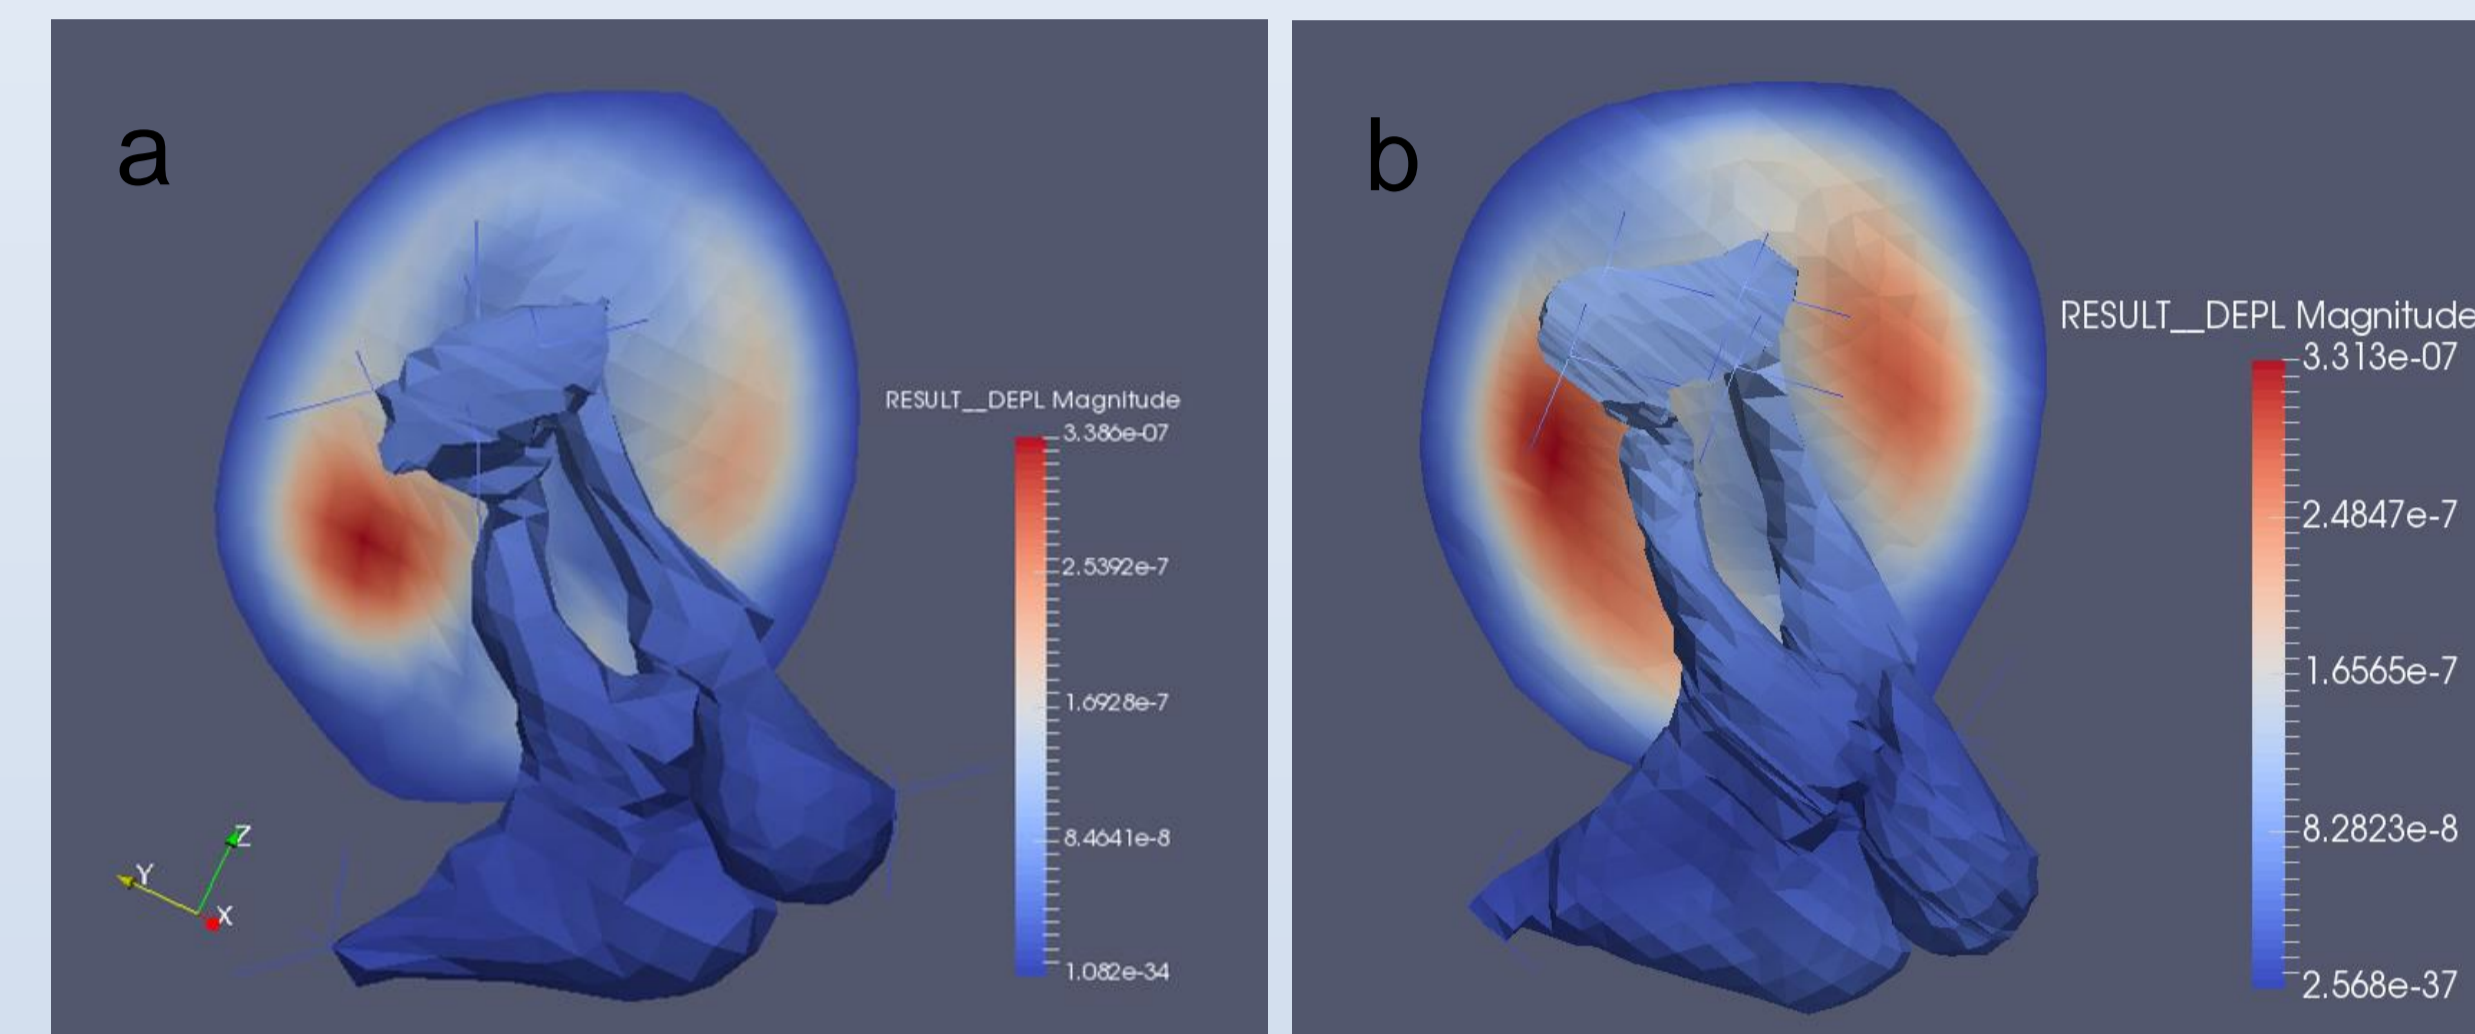 a
RESULT__DEPL Magnitude
3.386e-07
2.5392e-7
1.6928e-7
8.4641e-8
1.082e-34
Z
Y
X
b
RESULT__DEPL Magnitude
3.313e-07
2.4847e-7
1.6565e-7
8.2823e-8
2.568e-37